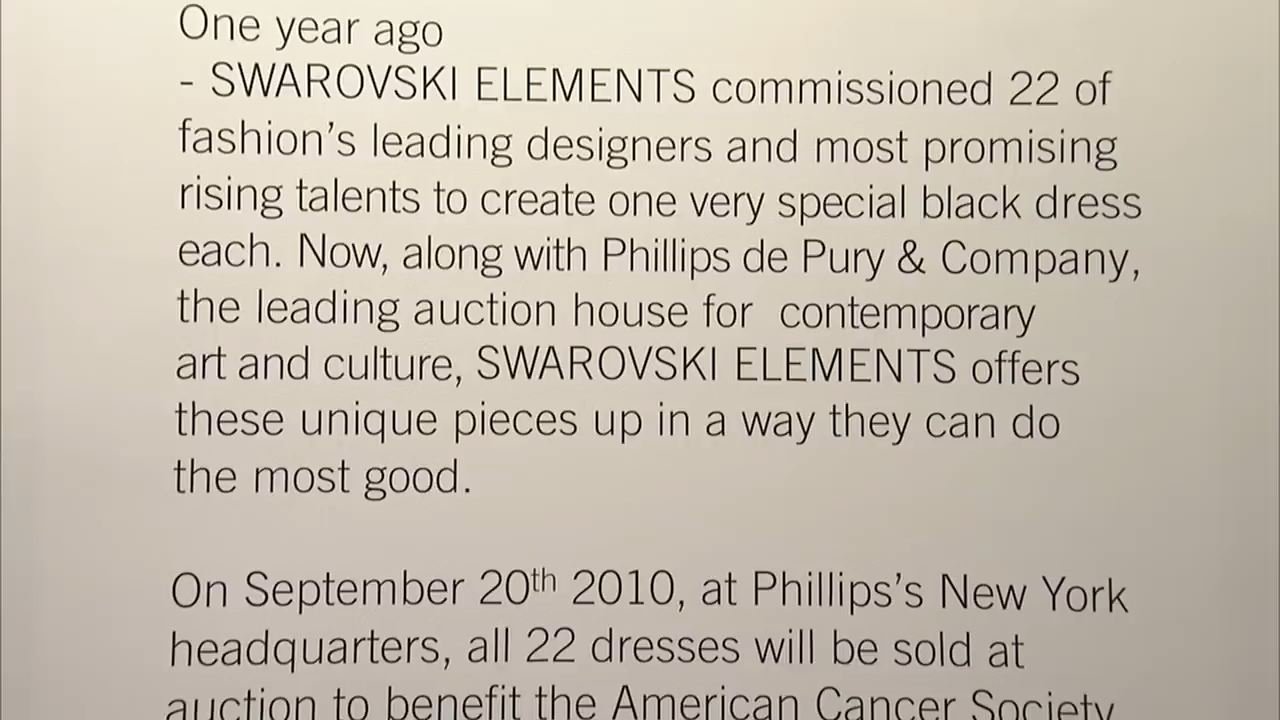 One year ago
- SWAROVSKI ELEMENTS commissioned 22 of
fashion’s leading designers and most promising
rising talents to create one very special black dress
each. Now, along with Phillips de Pury & Company,
the leading auction house for  contemporary
art and culture, SWAROVSKI ELEMENTS offers
these unique pieces up in a way they can do
the most good.
On September 20th 2010, at Phillips’s New York
headquarters, all 22 dresses will be sold at
auction to benefit the American Cancer Society